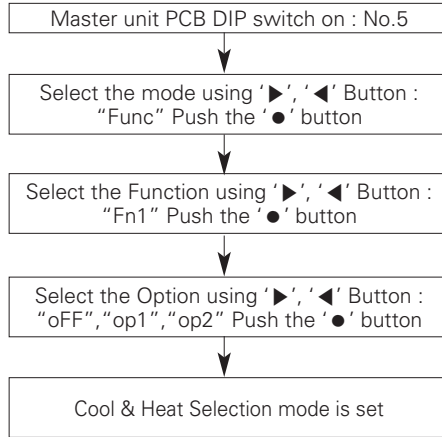 Master unit PCB DIP switch on : No.5
Select the mode using ‘▶’, ‘◀’ Button :
“Func” Push the ‘●’ button
Select the Function using ‘▶’, ‘◀’ Button :
“Fn1” Push the ‘●’ button
Select the Option using ‘▶’, ‘◀’ Button :
“oFF”,“op1”,“op2” Push the ‘●’ button
Cool & Heat Selection mode is set